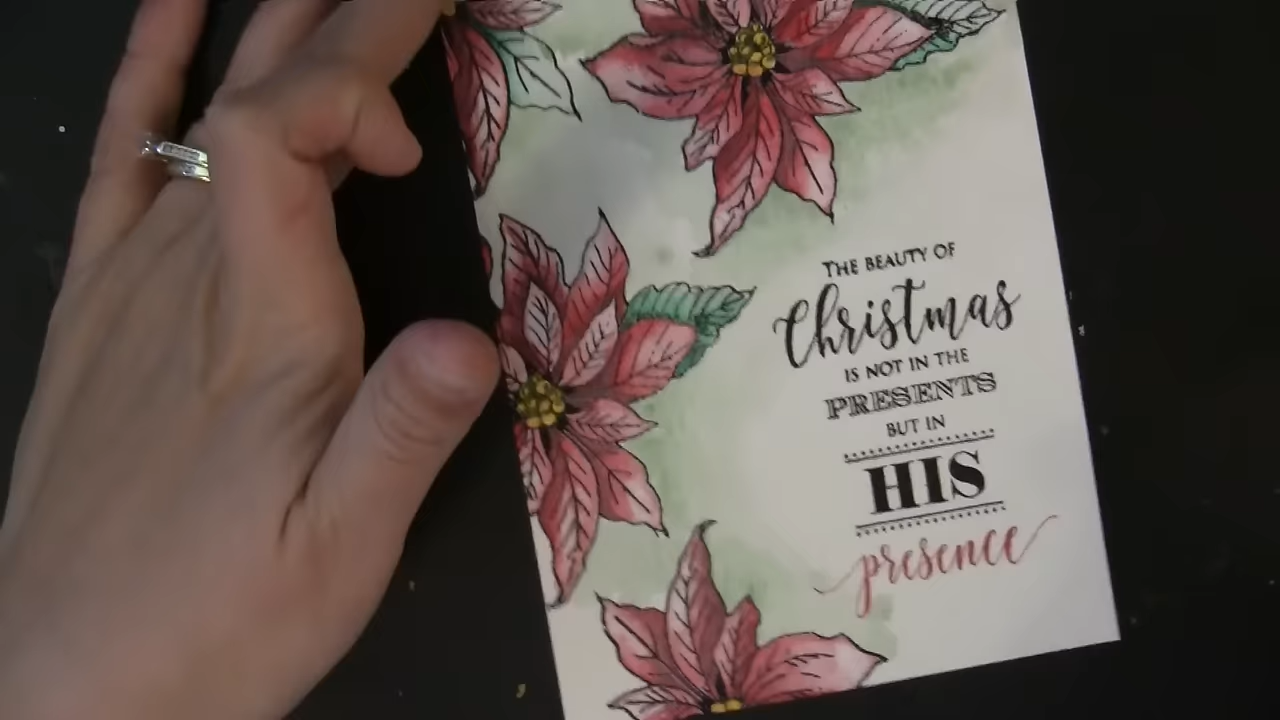 THE BEAUTY OF
Christmas
IS NOT IN THE
PRESENTS
BUT IN
HIS
presence